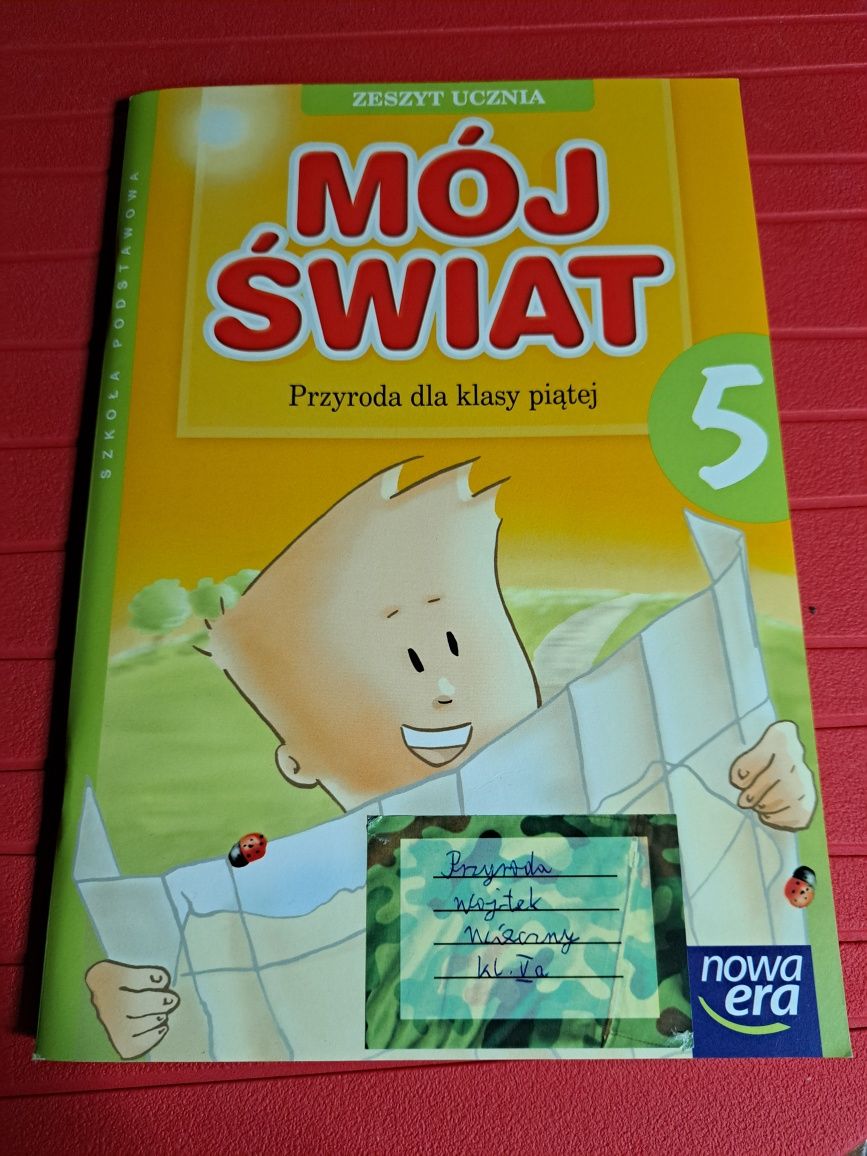 ZESZYT UCZNIA
MÓJ
ŚWIAT
Przyroda dla klasy piątej
5
SZKOŁA PODSTAWOWA
Przyroda
Wojtek
kl. Va
nowa
era